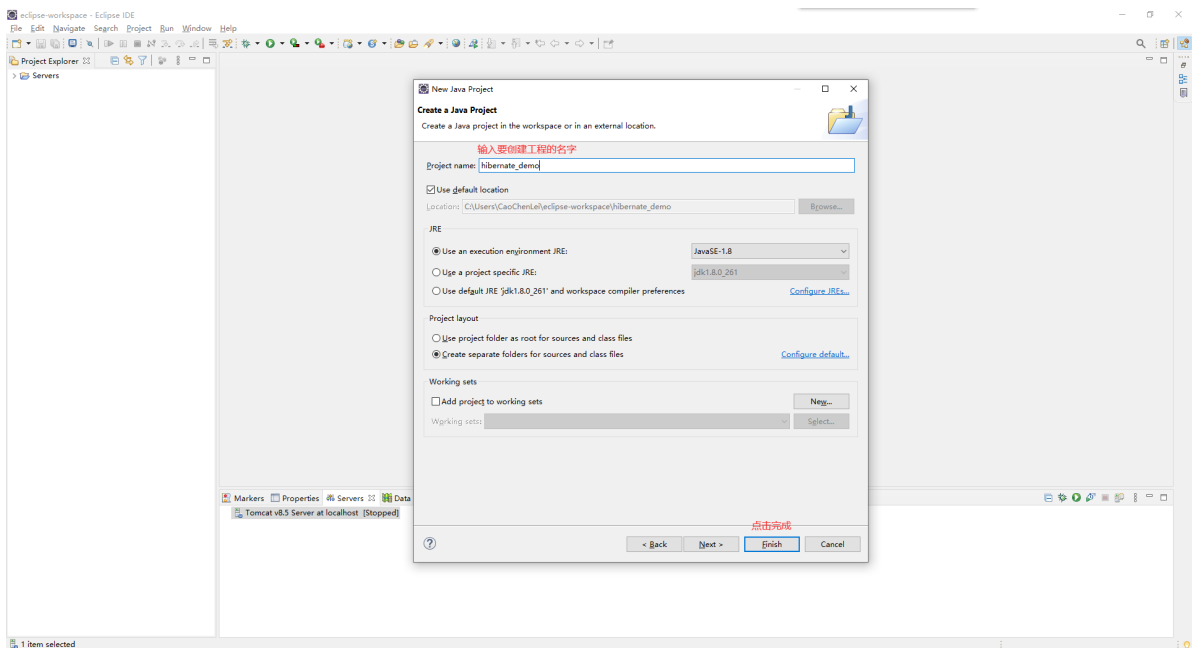 eclipse-workspace - Eclipse IDE
File Edit Navigate Search Project Run Window Help
Project Explorer
Servers
New Java Project
Create a Java Project
Create a Java project in the workspace or in an external location.
输入要创建工程的名字
Project name: hibernate_demo
Use default location
Location: C:\Users\CaoChenLei\eclipse-workspace\hibernate_demo Browse...
JRE
Use an execution environment JRE: JavaSE-1.8
Use a project specific JRE: jdk1.8.0_261
Use default JRE 'jdk1.8.0_261' and workspace compiler preferences Configure JREs...
Project layout
Use project folder as root for sources and class files
Create separate folders for sources and class files Configure default...
Working sets
Add project to working sets New...
Working sets: Select...
Markers Properties Servers Data
Tomcat v8.5 Server at localhost [Stopped]
点击完成
< Back Next > Finish Cancel
1 item selected